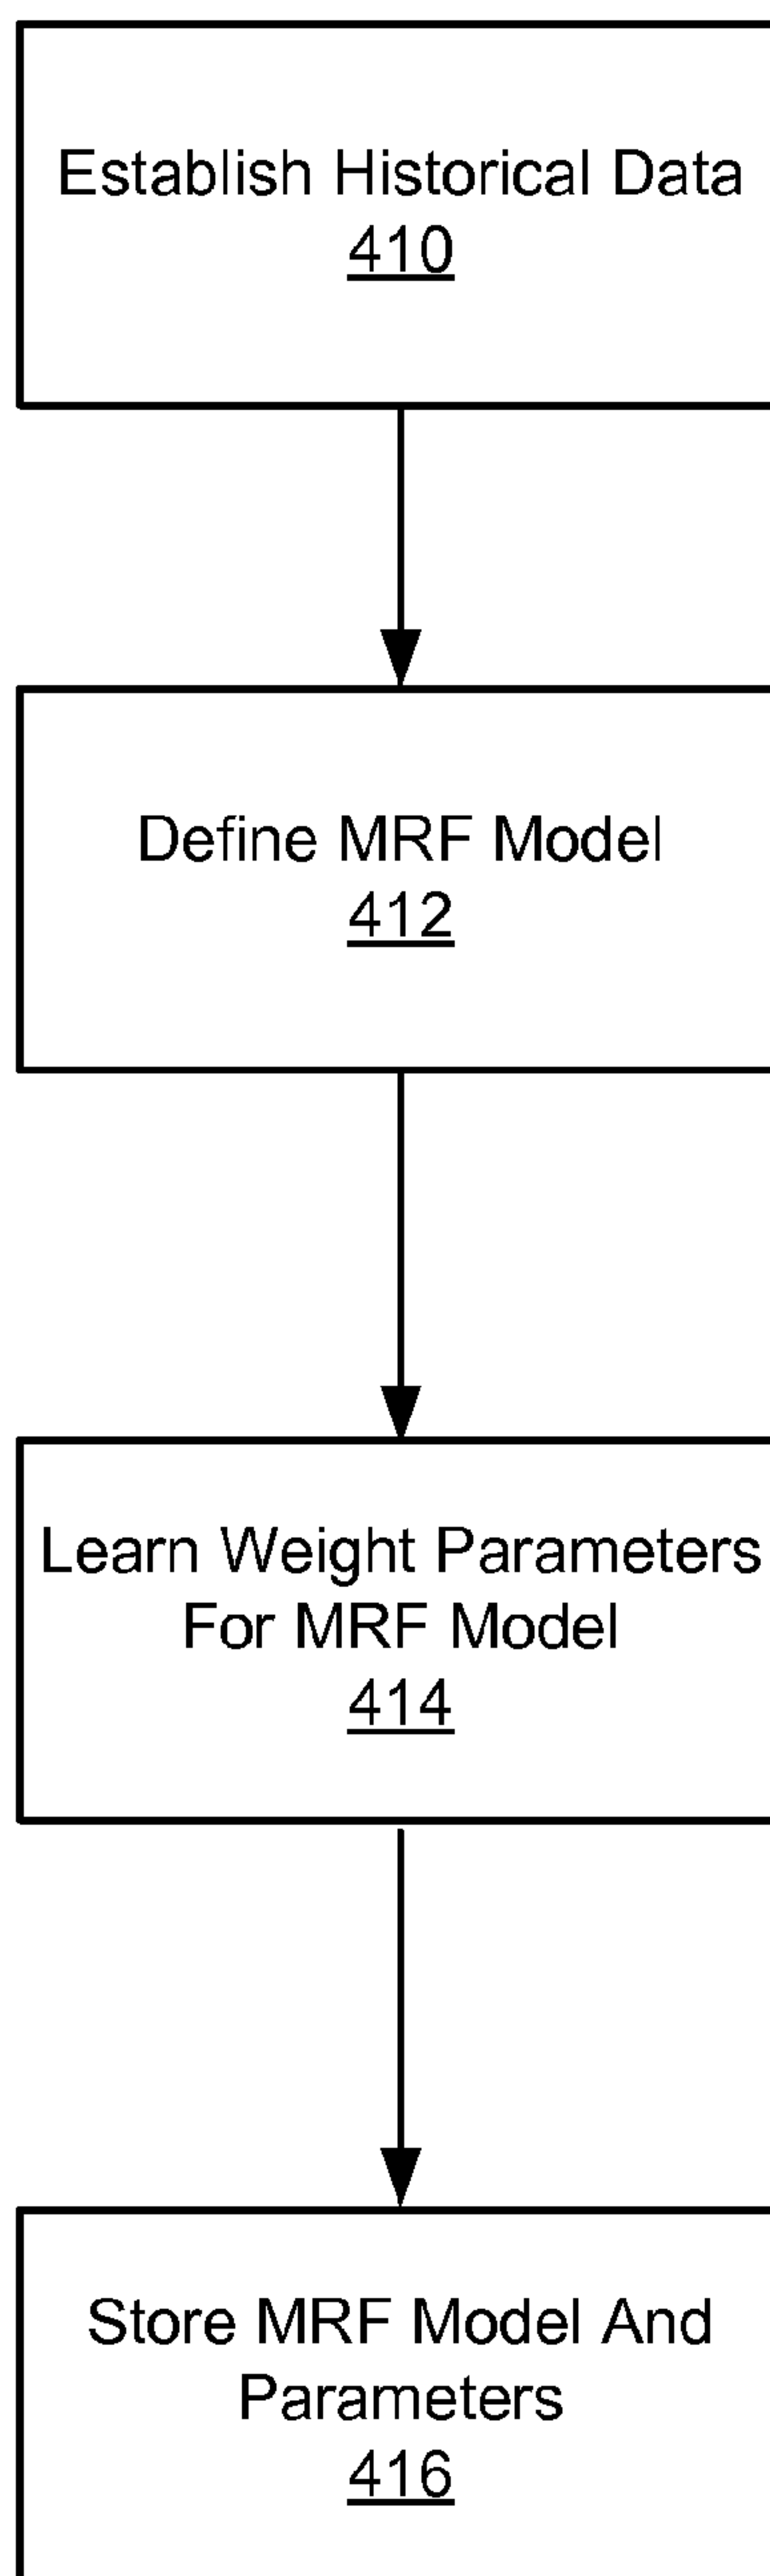 Establish Historical Data
410
Define MRF Model
412
Learn Weight Parameters
For MRF Model
414
Store MRF Model And
Parameters
416